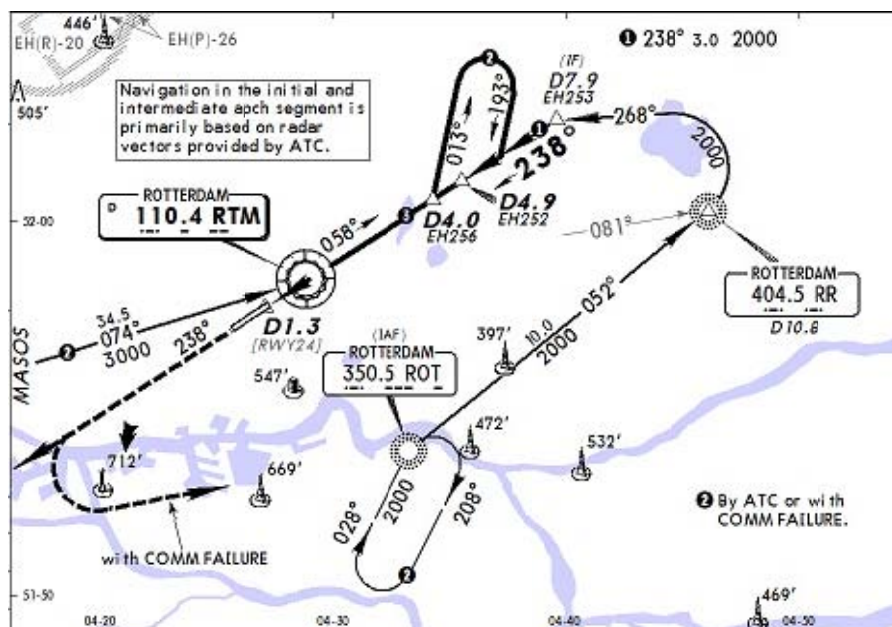 446'
EH(R)-20
EH(P)-26
❶ 238° 3.0 2000
505'
Navigation in the initial and
intermediate apch segment is
primarily based on radar
vectors provided by ATC.
❷
(IF)
D7.9
EH253
013°
193°
❶
238°
268°
2000
ROTTERDAM
D 110.4 RTM
52-00
058°
❸
D4.0
EH256
D4.9
EH252
081°
ROTTERDAM
404.5 RR
D10.8
34.5
074°
3000
❷
MASOS
238°
D1.3
[RWY24]
(IAF)
ROTTERDAM
350.5 ROT
397'
10.0
2000
052°
547'
472'
532'
712'
669'
028°
2000
208°
❷
with COMM FAILURE
❷ By ATC or with
COMM FAILURE.
51-50
469'
04-20
04-30
04-40
04-50